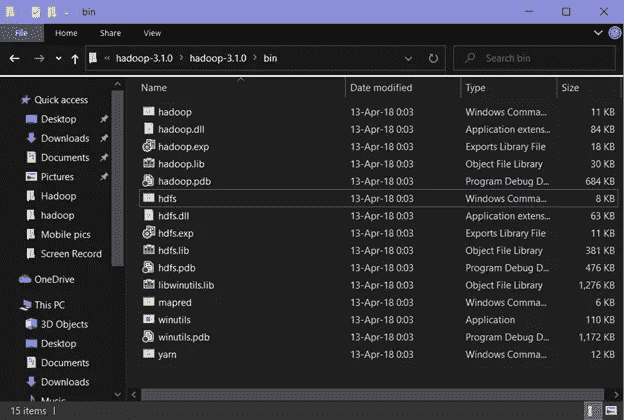 bin
File Home Share View
« hadoop-3.1.0 hadoop-3.1.0 bin Search bin
Name Date modified Type Size
Quick access
Desktop
Downloads
Documents
Pictures
Hadoop
hadoop
Mobile pics
Screen Record
OneDrive
This PC
3D Objects
Desktop
Documents
Downloads
Music
hadoop 13-Apr-18 0:03 Windows Comma... 11 KB
hadoop.dll 13-Apr-18 0:03 Application extens... 84 KB
hadoop.exp 13-Apr-18 0:03 Exports Library File 18 KB
hadoop.lib 13-Apr-18 0:03 Object File Library 30 KB
hadoop.pdb 13-Apr-18 0:03 Program Debug D... 684 KB
hdfs 13-Apr-18 0:03 Windows Comma... 8 KB
hdfs.dll 13-Apr-18 0:03 Application extens... 63 KB
hdfs.exp 13-Apr-18 0:03 Exports Library File 11 KB
hdfs.lib 13-Apr-18 0:03 Object File Library 381 KB
hdfs.pdb 13-Apr-18 0:03 Program Debug D... 476 KB
libwinutils.lib 13-Apr-18 0:03 Object File Library 1,276 KB
mapred 13-Apr-18 0:03 Windows Comma... 6 KB
winutils 13-Apr-18 0:03 Application 110 KB
winutils.pdb 13-Apr-18 0:03 Program Debug D... 1,172 KB
yarn 13-Apr-18 0:03 Windows Comma... 12 KB
15 items